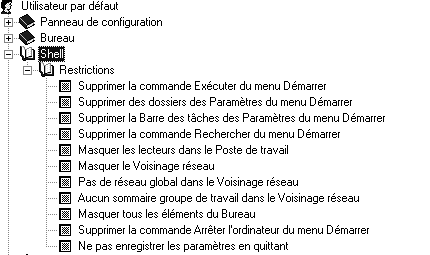 Utilisateur par défaut
Panneau de configuration
Bureau
Shell
Restrictions
Supprimer la commande Exécuter du menu Démarrer
Supprimer des dossiers des Paramètres du menu Démarrer
Supprimer la Barre des tâches des Paramètres du menu Démarrer
Supprimer la commande Rechercher du menu Démarrer
Masquer les lecteurs dans le Poste de travail
Masquer le Voisinage réseau
Pas de réseau global dans le Voisinage réseau
Aucun sommaire groupe de travail dans le Voisinage réseau
Masquer tous les éléments du Bureau
Supprimer la commande Arrêter l'ordinateur du menu Démarrer
Ne pas enregistrer les paramètres en quittant